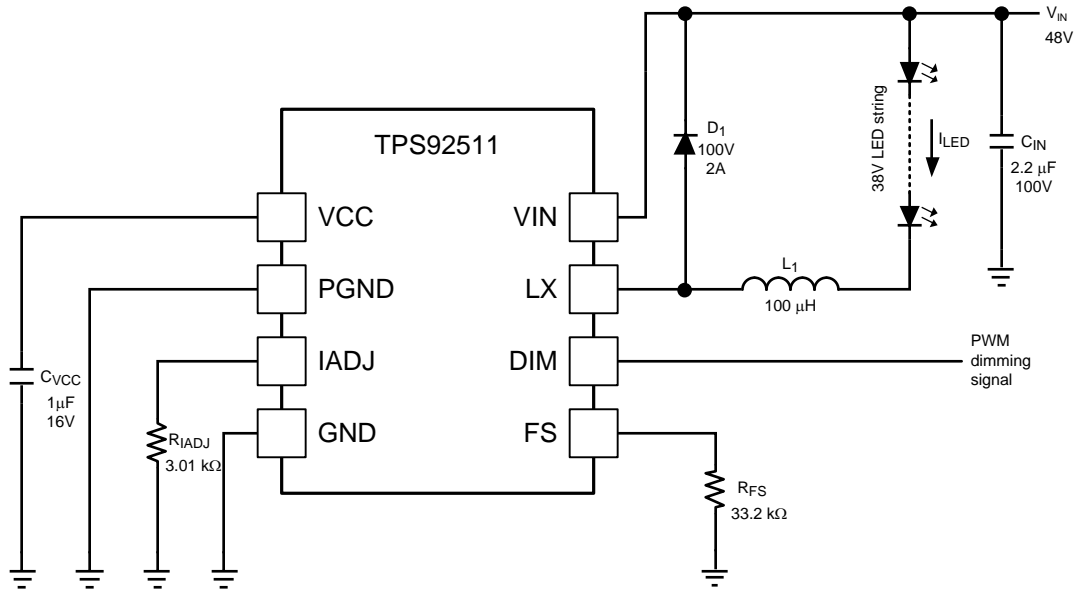 V_IN
48V
38V LED string
D_1
100V
2A
I_LED
C_IN
2.2 μF
100V
TPS92511
VCC
VIN
PGND
LX
L_1
100 μH
IADJ
DIM
PWM
dimming
signal
C_VCC
1μF
16V
R_IADJ
3.01 kΩ
GND
FS
R_FS
33.2 kΩ